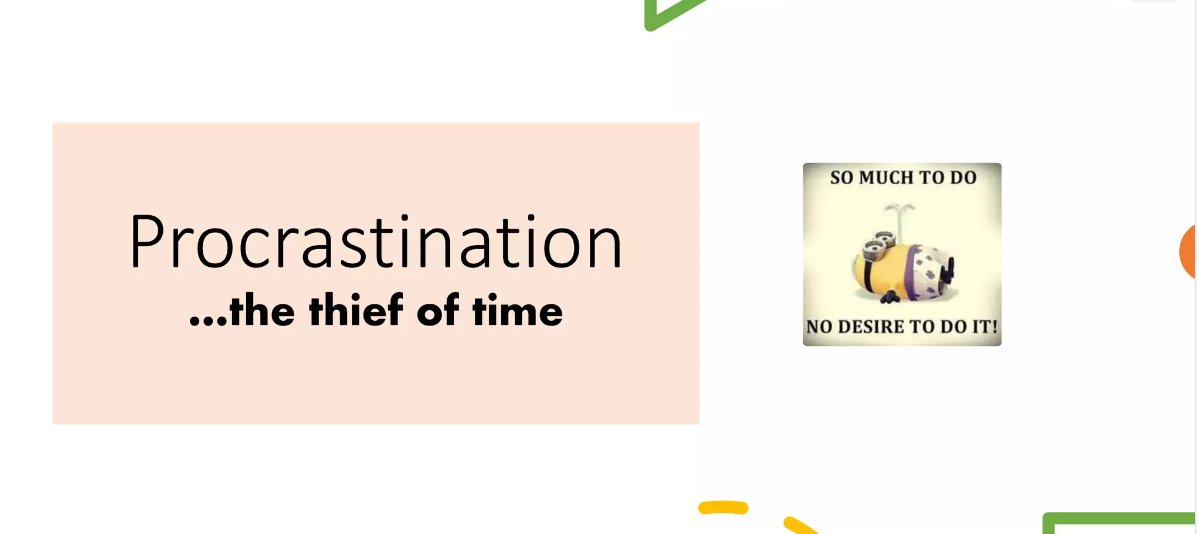 Procrastination
...the thief of time
SO MUCH TO DO
NO DESIRE TO DO IT!